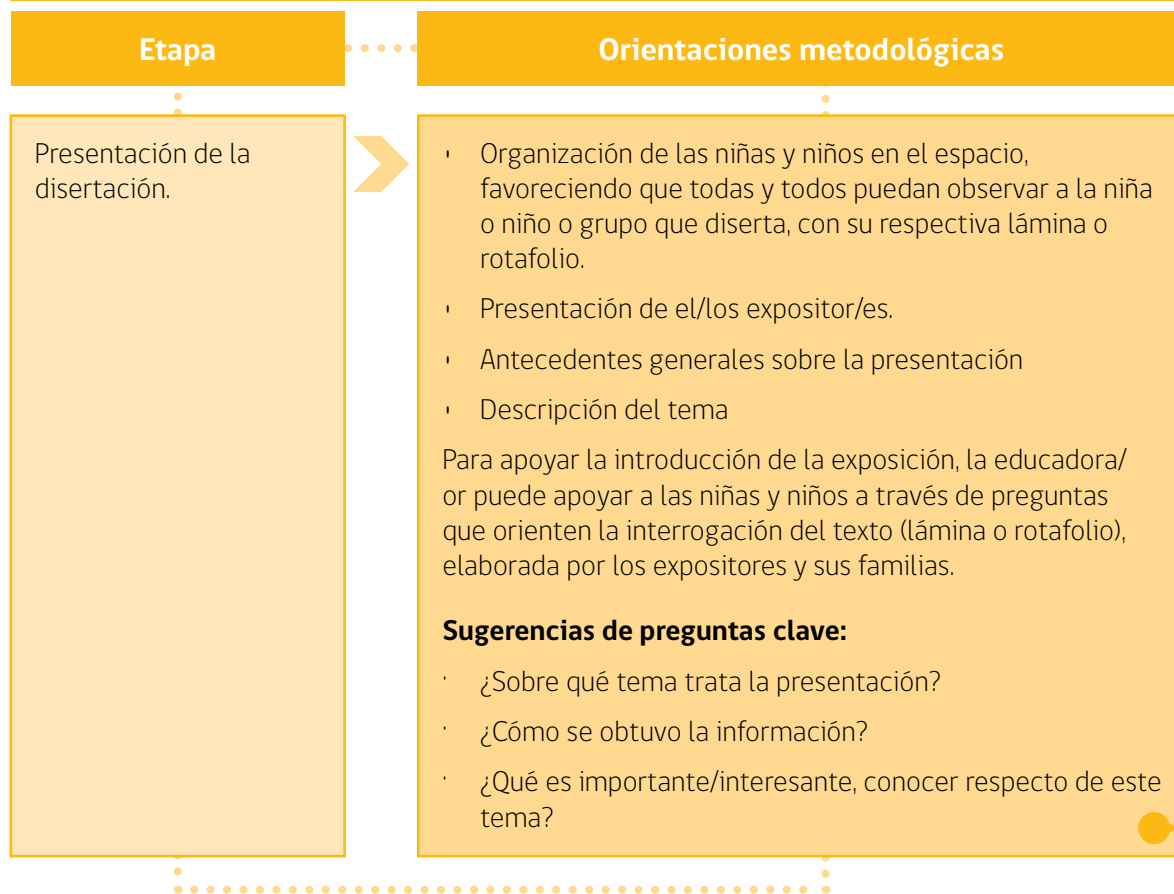 Etapa
Orientaciones metodológicas
Presentación de la
disertación.
• Organización de las niñas y niños en el espacio,
favoreciendo que todas y todos puedan observar a la niña
o niño o grupo que diserta, con su respectiva lámina o
rotafolio.
• Presentación de el/los expositor/es.
• Antecedentes generales sobre la presentación
• Descripción del tema
Para apoyar la introducción de la exposición, la educadora/
or puede apoyar a las niñas y niños a través de preguntas
que orienten la interrogación del texto (lámina o rotafolio),
elaborada por los expositores y sus familias.
Sugerencias de preguntas clave:
· ¿Sobre qué tema trata la presentación?
· ¿Cómo se obtuvo la información?
· ¿Qué es importante/interesante, conocer respecto de este
tema?